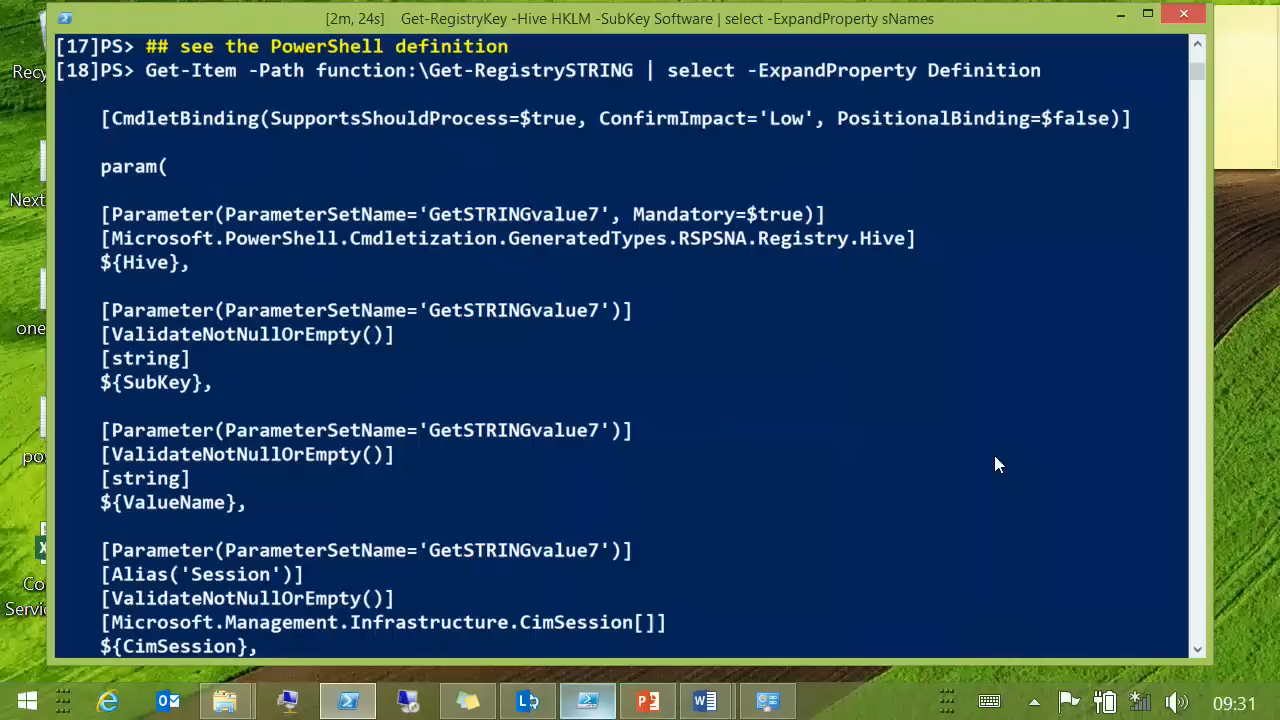 [2m, 24s] Get-RegistryKey -Hive HKLM -SubKey Software | select -ExpandProperty sNames
[17]PS> ## see the PowerShell definition
[18]PS> Get-Item -Path function:\Get-RegistrySTRING | select -ExpandProperty Definition
[CmdletBinding(SupportsShouldProcess=$true, ConfirmImpact='Low', PositionalBinding=$false)]
param(
[Parameter(ParameterSetName='GetSTRINGvalue7', Mandatory=$true)]
[Microsoft.PowerShell.Cmdletization.GeneratedTypes.RSPSNA.Registry.Hive]
${Hive},
[Parameter(ParameterSetName='GetSTRINGvalue7')]
[ValidateNotNullOrEmpty()]
[string]
${SubKey},
[Parameter(ParameterSetName='GetSTRINGvalue7')]
[ValidateNotNullOrEmpty()]
[string]
${ValueName},
[Parameter(ParameterSetName='GetSTRINGvalue7')]
[Alias('Session')]
[ValidateNotNullOrEmpty()]
[Microsoft.Management.Infrastructure.CimSession[]]
${CimSession},
Recy
Next
one
po
Co
Servic
09:31